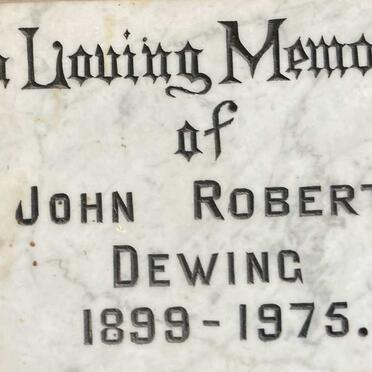 n Loving Memo
of
JOHN ROBERT
DEWING
1899-1975.